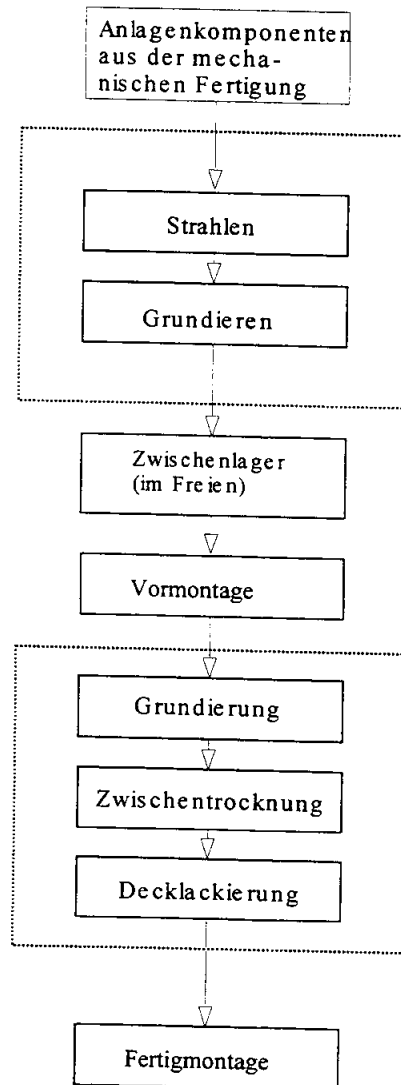 Anlagenkomponenten
aus der mecha-
nischen Fertigung
Strahlen
Grundieren
Zwischenlager
(im Freien)
Vormontage
Grundierung
Zwischentrocknung
Decklackierung
Fertigmontage